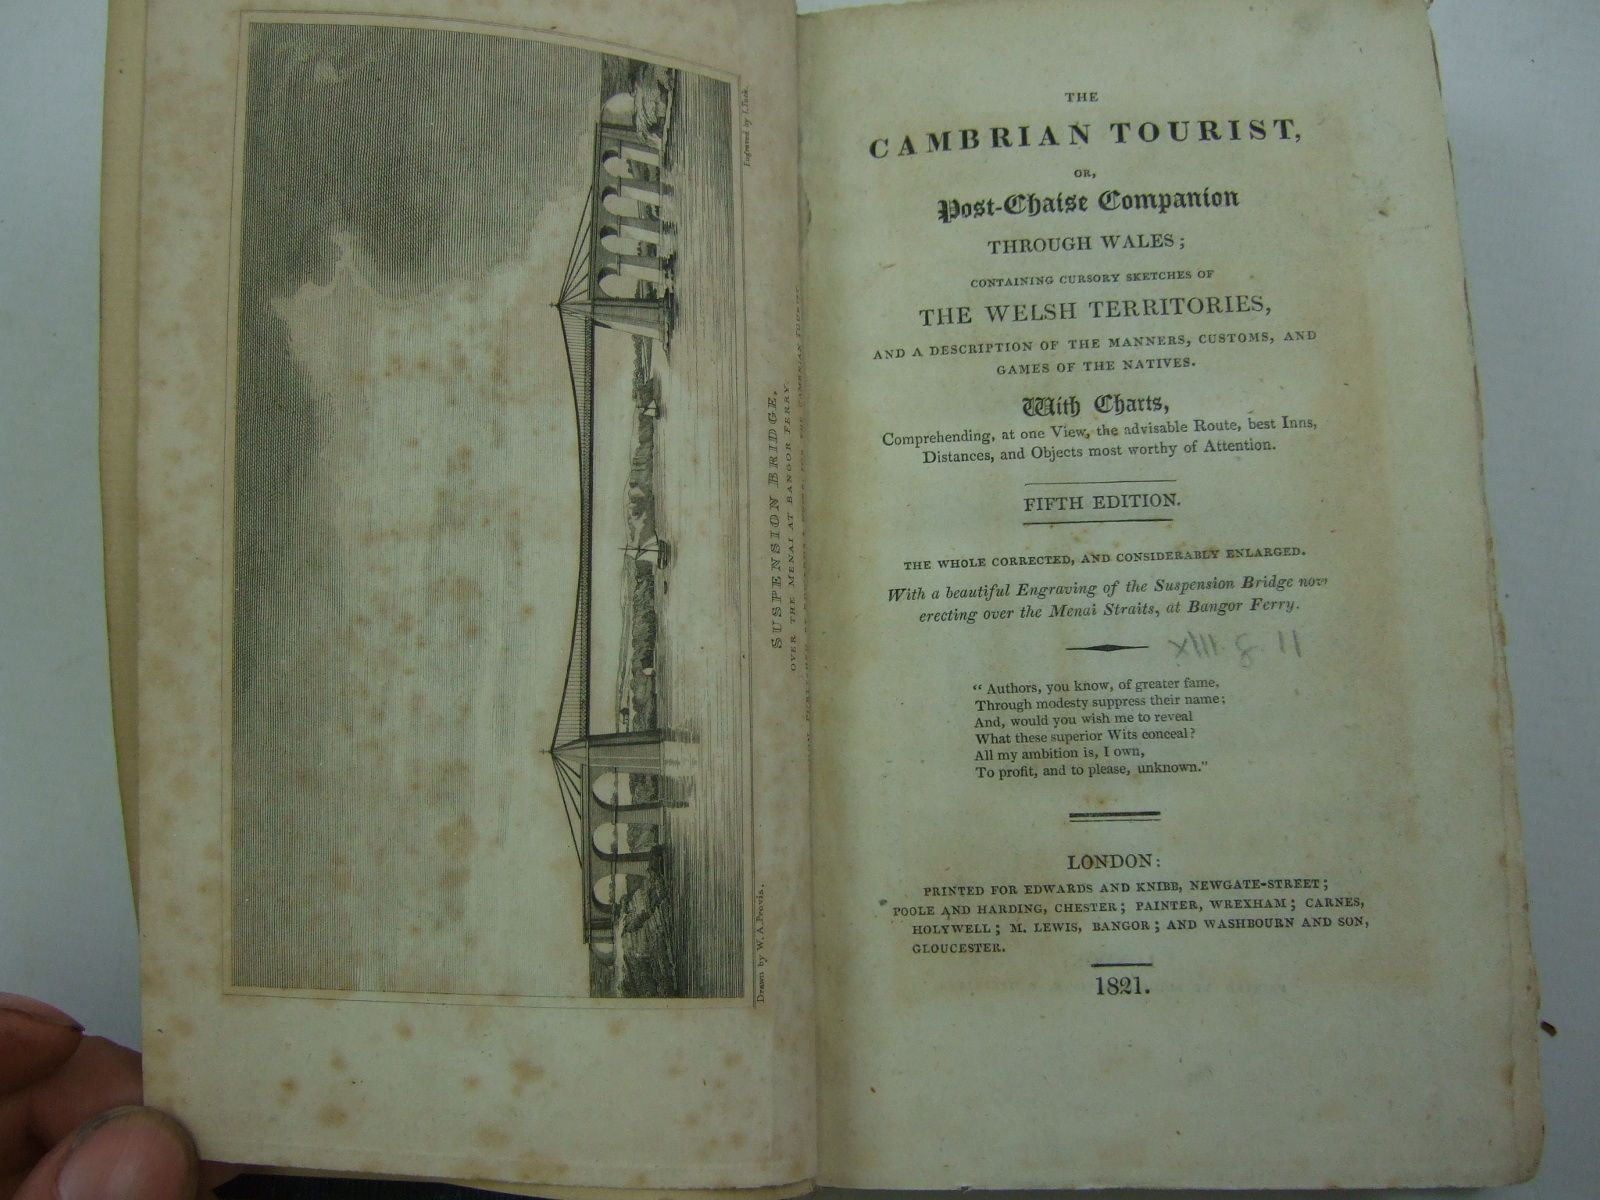 Drawn by W. A. Provis.
Engraved by
SUSPENSION BRIDGE,
OVER THE MENAI AT BANGOR FERRY.
THE
CAMBRIAN TOURIST,
OR,
Post-Chaise Companion
THROUGH WALES;
CONTAINING CURSORY SKETCHES OF
THE WELSH TERRITORIES,
AND A DESCRIPTION OF THE MANNERS, CUSTOMS, AND
GAMES OF THE NATIVES.
With Charts,
Comprehending, at one View, the advisable Route, best Inns,
Distances, and Objects most worthy of Attention.
FIFTH EDITION.
THE WHOLE CORRECTED, AND CONSIDERABLY ENLARGED.
With a beautiful Engraving of the Suspension Bridge now
erecting over the Menai Straits, at Bangor Ferry.
xiii. g. 11
“ Authors, you know, of greater fame,
Through modesty suppress their name;
And, would you wish me to reveal
What these superior Wits conceal?
All my ambition is, I own,
To profit, and to please, unknown.”
LONDON:
PRINTED FOR EDWARDS AND KNIBB, NEWGATE-STREET;
POOLE AND HARDING, CHESTER; PAINTER, WREXHAM; CARNES,
HOLYWELL; M. LEWIS, BANGOR; AND WASHBOURN AND SON,
GLOUCESTER.
1821.